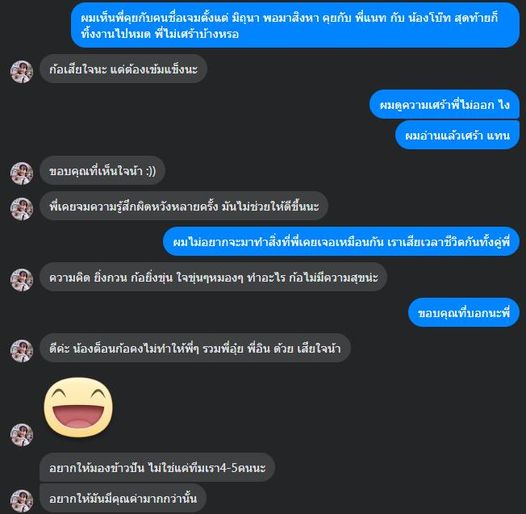 ผมเห็นพี่คุยกับคนชื่อเจมตั้งแต่ มิถุนา พอมาสิงหา คุยกับ พี่แนท กับ น้องโบ๊ท สุดท้ายก็
ทิ้งงานไปหมด พี่ไม่เศร้าบ้างหรอ
ก้อเสียใจนะ แต่ต้องเข้มแข็งนะ
ผมดูความเศร้าพี่ไม่ออก ไง
ผมอ่านแล้วเศร้า แทน
ขอบคุณที่เห็นใจน้า :))
พี่เคยจมความรู้สึกผิดหวังหลายครั้ง มันไม่ช่วยให้ดีขึ้นนะ
ผมไม่อยากจะมาทำสิ่งที่พี่เคยเจอเหมือนกัน เราเสียเวลาชีวิตกันทั้งคู่พี่
ความคิด ยิ่งกวน ก้อยิ่งขุ่น ใจขุ่นๆหมองๆ ทำอะไร ก้อไม่มีความสุขน่ะ
ขอบคุณที่บอกนะพี่
ดีค่ะ น้องต็อนก้อคงไม่ทำให้พี่ๆ รวมพี่อุ๋ย พี่อิน ด้วย เสียใจน้า
อยากให้มองข้าวปั้น ไม่ใช่แค่ทีมเรา4-5คนนะ
อยากให้มันมีคุณค่ามากกว่านั้น